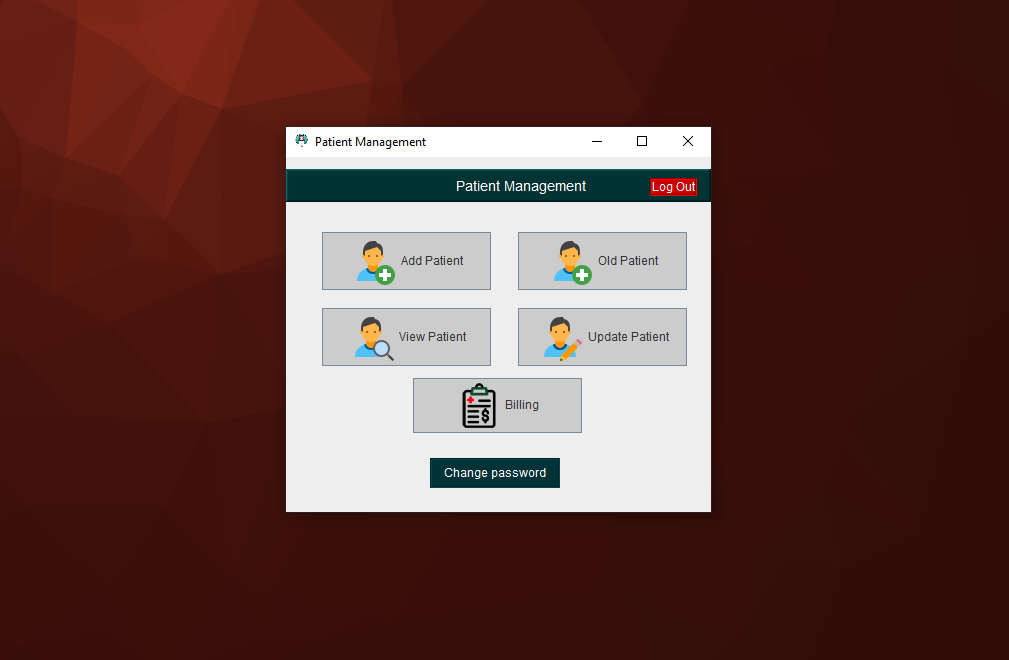 Patient Management
Patient Management
Log Out
Add Patient
Old Patient
View Patient
Update Patient
$
Billing
Change password